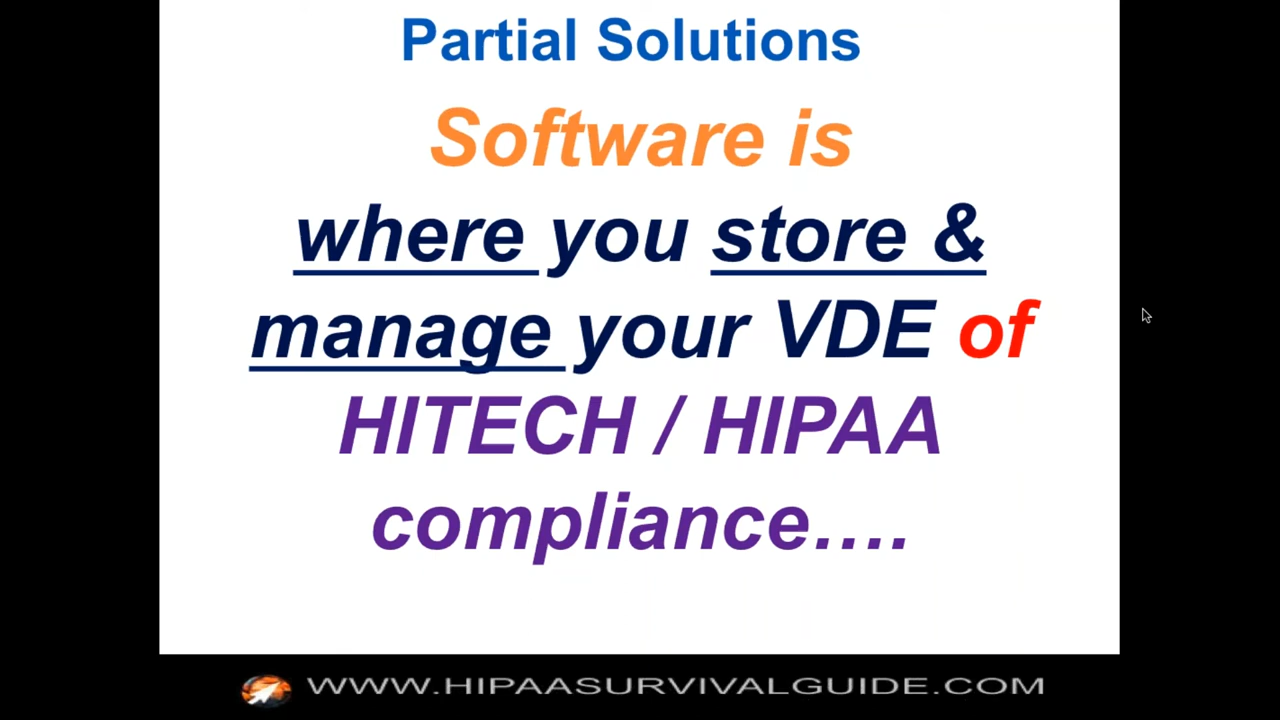 Partial Solutions
Software is
where you store &
manage your VDE of
HITECH / HIPAA
compliance....
WWW.HIPAASURVIVALGUIDE.COM